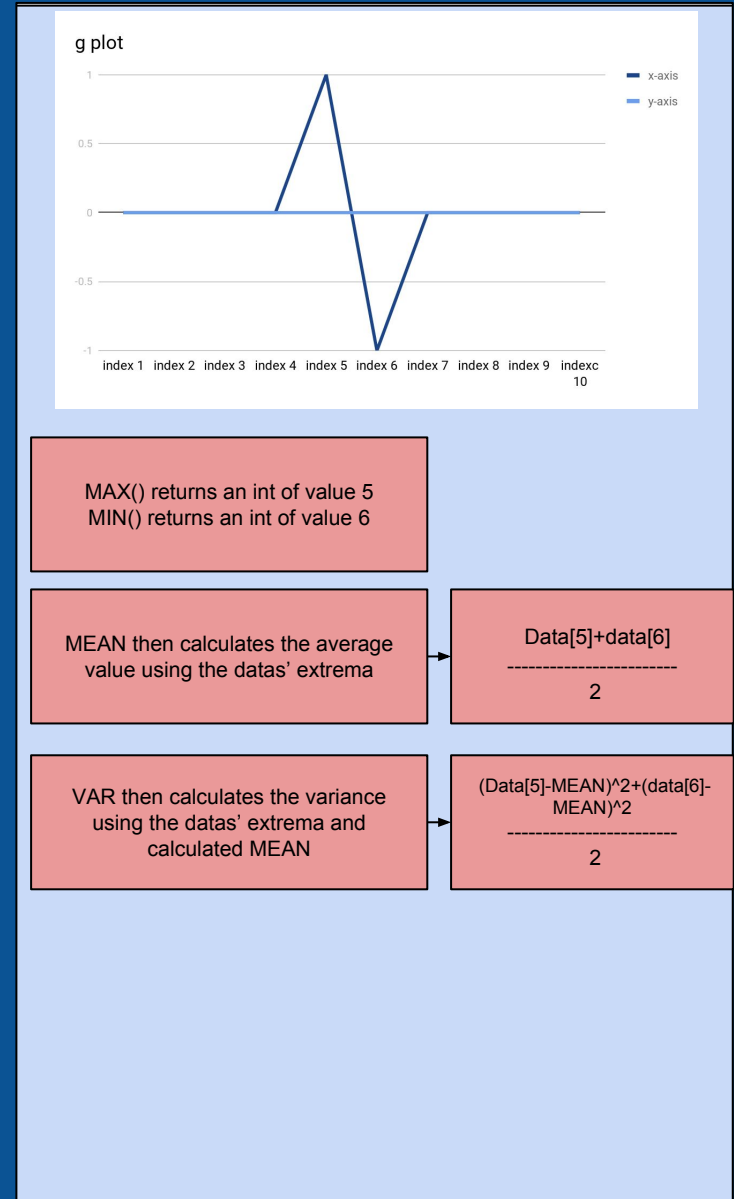 g plot
x-axis
y-axis
1
0.5
0
-0.5
-1
index 1 index 2 index 3 index 4 index 5 index 6 index 7 index 8 index 9 indexc
10
MAX() returns an int of value 5
MIN() returns an int of value 6
MEAN then calculates the average
value using the datas’ extrema
Data[5]+data[6]
------------------------
2
VAR then calculates the variance
using the datas’ extrema and
calculated MEAN
(Data[5]-MEAN)^2+(data[6]-
MEAN)^2
------------------------
2